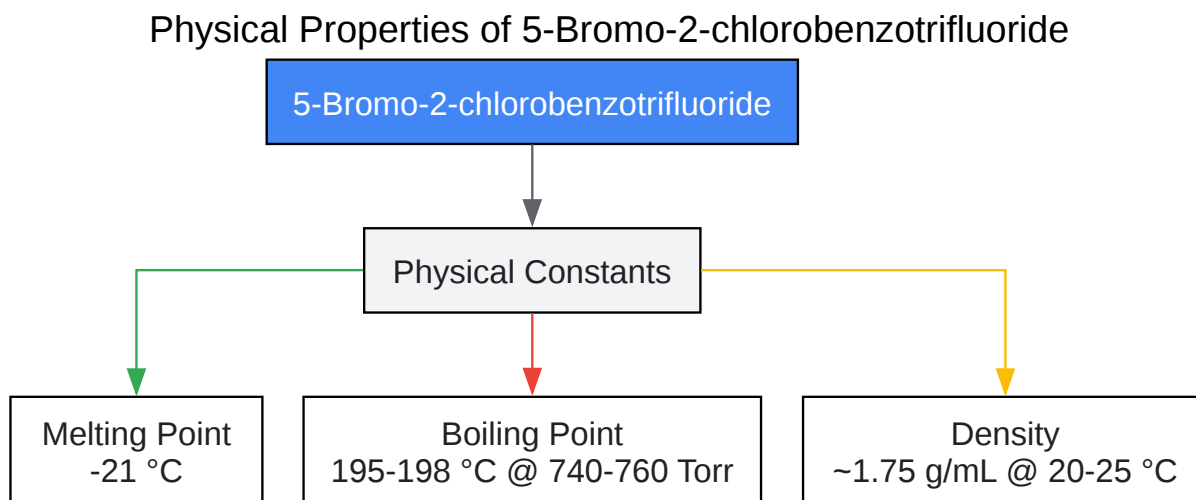 Physical Properties of 5-Bromo-2-chlorobenzotrifluoride
5-Bromo-2-chlorobenzotrifluoride
Physical Constants
Melting Point
-21 °C
Boiling Point
195-198 °C @ 740-760 Torr
Density
~1.75 g/mL @ 20-25 °C